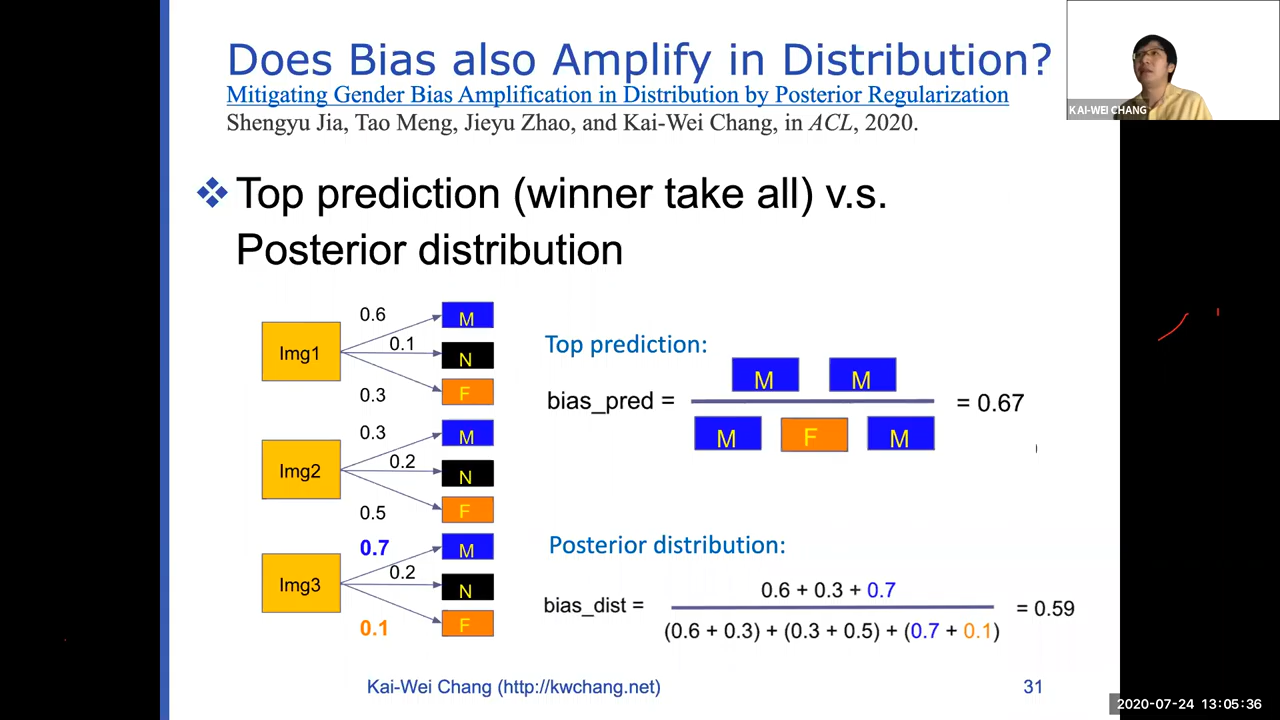 Does Bias also Amplify in Distribution?
Mitigating Gender Bias Amplification in Distribution by Posterior Regularization
Shengyu Jia, Tao Meng, Jieyu Zhao, and Kai-Wei Chang, in ACL, 2020.
KAI-WEI CHANG
Top prediction (winner take all) v.s.
Posterior distribution
Img1
0.6
M
0.1
N
0.3
F
Img2
0.3
M
0.2
N
0.5
F
Img3
0.7
M
0.2
N
0.1
F
Top prediction:
M M
bias_pred = = 0.67
M F M
Posterior distribution:
0.6 + 0.3 + 0.7
bias_dist = = 0.59
(0.6 + 0.3) + (0.3 + 0.5) + (0.7 + 0.1)
Kai-Wei Chang (http://kwchang.net)
31
2020-07-24 13:05:36